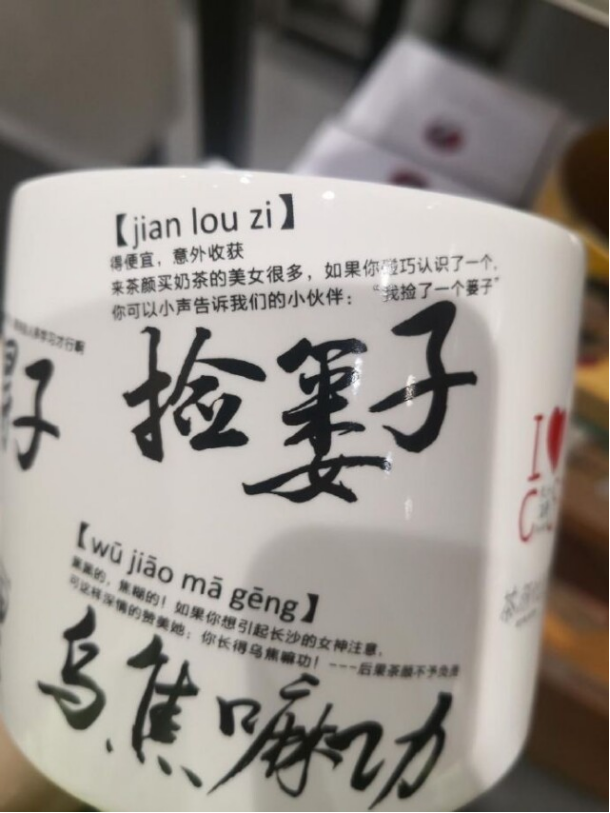 【jian lou zi】
得便宜，意外收获
来茶颜买奶茶的美女很多，如果你碰巧认识了一个，
你可以小声告诉我们的小伙伴：“我捡了一个篓子”
捡篓子
子
I
C
【wū jiāo mā gēng】
黑黑的，焦糊的！如果你想引起长沙的女神注意，
可这样深情的赞美她：你长得乌焦嘛功！---后果茶颜不予负责
乌焦嘛功